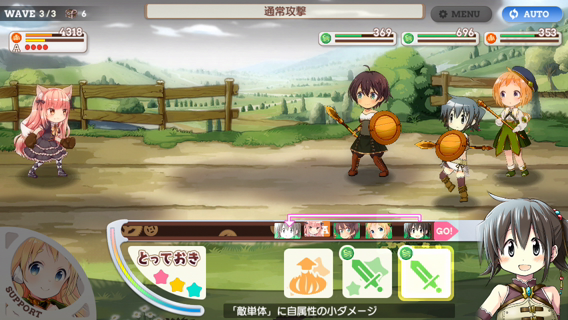 WAVE 3/3
6
通常攻撃
MENU
AUTO
4318
A
369
696
353
A
GO!
とっておき
SUPPORT
「敵単体」に自属性の小ダメージ